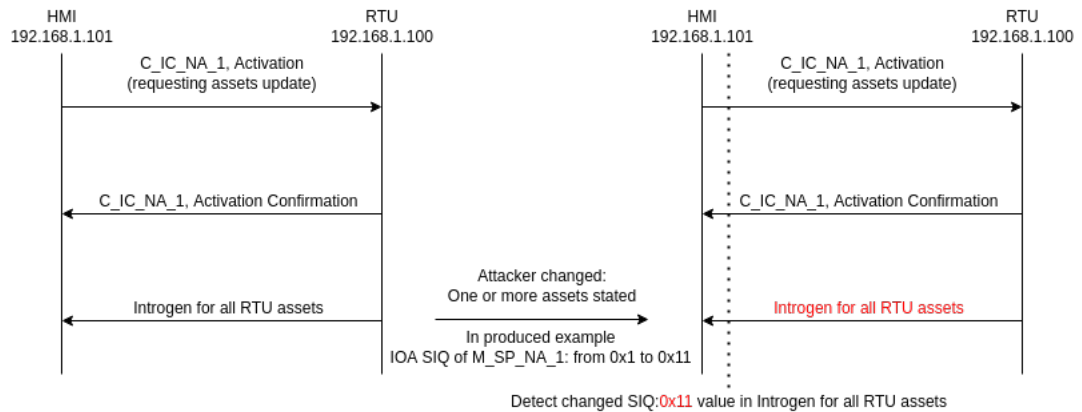 HMI
192.168.1.101
RTU
192.168.1.100
C_IC_NA_1, Activation
(requesting assets update)
C_IC_NA_1, Activation Confirmation
Introgen for all RTU assets
Attacker changed:
One or more assets stated
In produced example
IOA SIQ of M_SP_NA_1: from 0x1 to 0x11
HMI
192.168.1.101
RTU
192.168.1.100
C_IC_NA_1, Activation
(requesting assets update)
C_IC_NA_1, Activation Confirmation
Introgen for all RTU assets
Detect changed SIQ:0x11 value in Introgen for all RTU assets